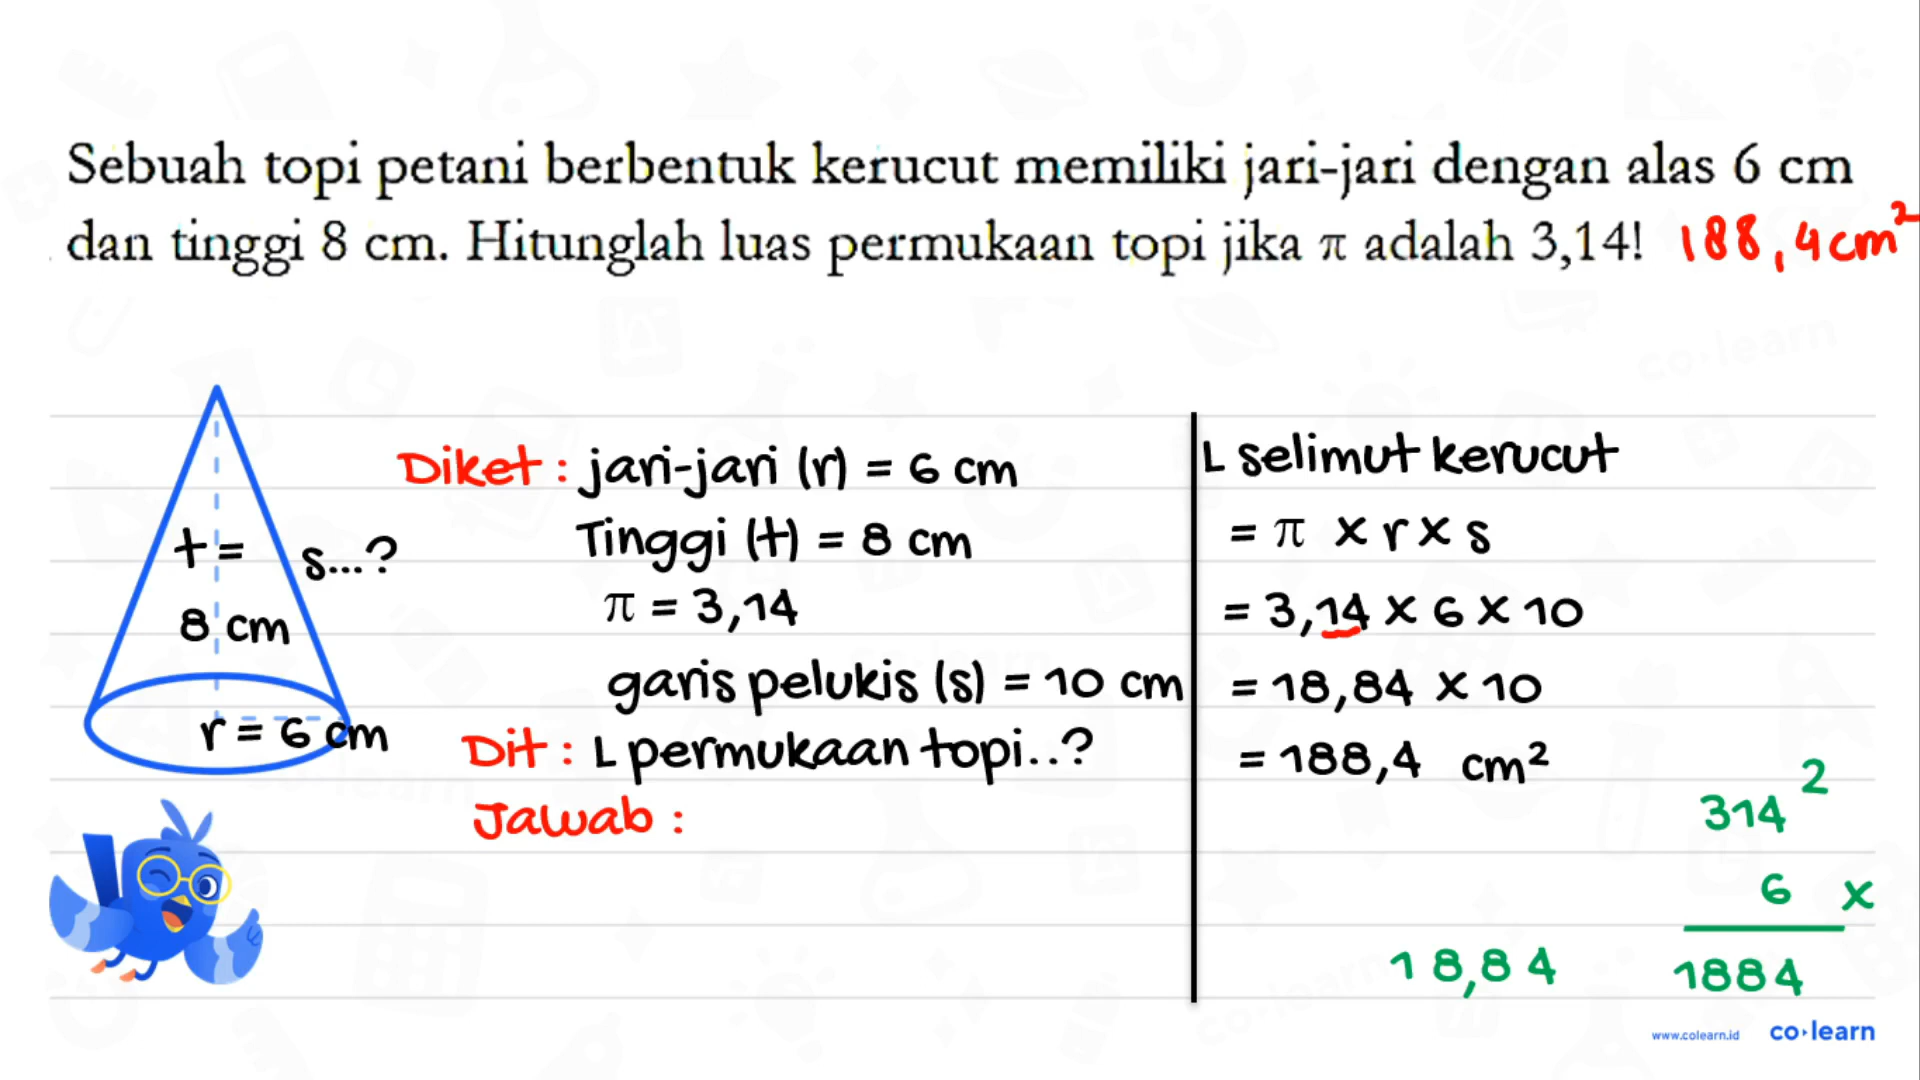 Sebuah topi petani berbentuk kerucut memiliki jari-jari dengan alas 6 cm
dan tinggi 8 cm. Hitunglah luas permukaan topi jika π adalah 3,14! 188,4 cm²
t =
s...?
8 cm
r = 6 cm
Diket : jari-jari (r) = 6 cm
Tinggi (t) = 8 cm
π = 3,14
garis pelukis (s) = 10 cm
Dit : L permukaan topi..?
Jawab :
L selimut kerucut
= π x r x s
= 3,14 x 6 x 10
= 18,84 x 10
= 188,4 cm²
2
314
6 x
1884
18,84
www.colearn.id co·learn
co·learn